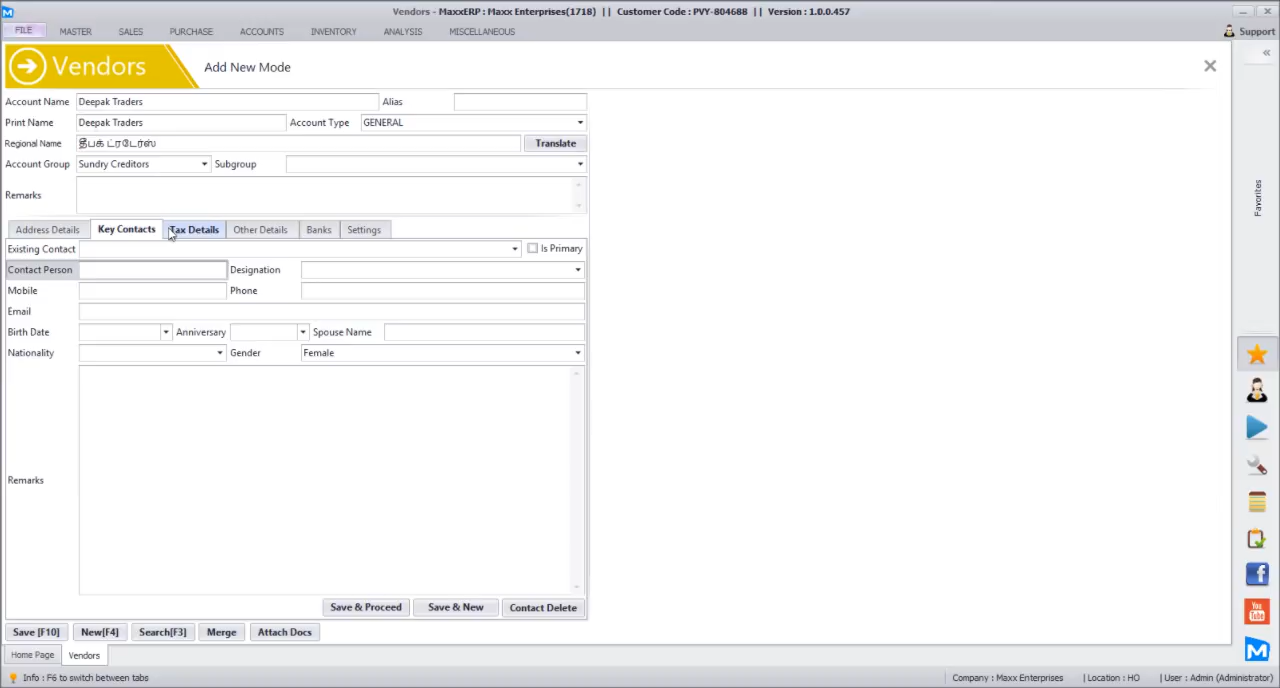 Vendors - MaxxERP : Maxx Enterprises(1718) || Customer Code : PVY-804688 || Version : 1.0.0.457
FILE MASTER SALES PURCHASE ACCOUNTS INVENTORY ANALYSIS MISCELLANEOUS Support
Vendors Add New Mode
Account Name Deepak Traders Alias
Print Name Deepak Traders Account Type GENERAL
Regional Name தீபக் ட்ரடேர்ஸ் Translate
Account Group Sundry Creditors Subgroup
Remarks
Favorites
Address Details Key Contacts Tax Details Other Details Banks Settings
Existing Contact Is Primary
Contact Person Designation
Mobile Phone
Email
Birth Date Anniversary Spouse Name
Nationality Gender Female
Remarks
Save & Proceed Save & New Contact Delete
You Tube
Save [F10] New[F4] Search[F3] Merge Attach Docs
Home Page Vendors
Info : F6 to switch between tabs Company : Maxx Enterprises | Location : HO | User : Admin (Administrator)